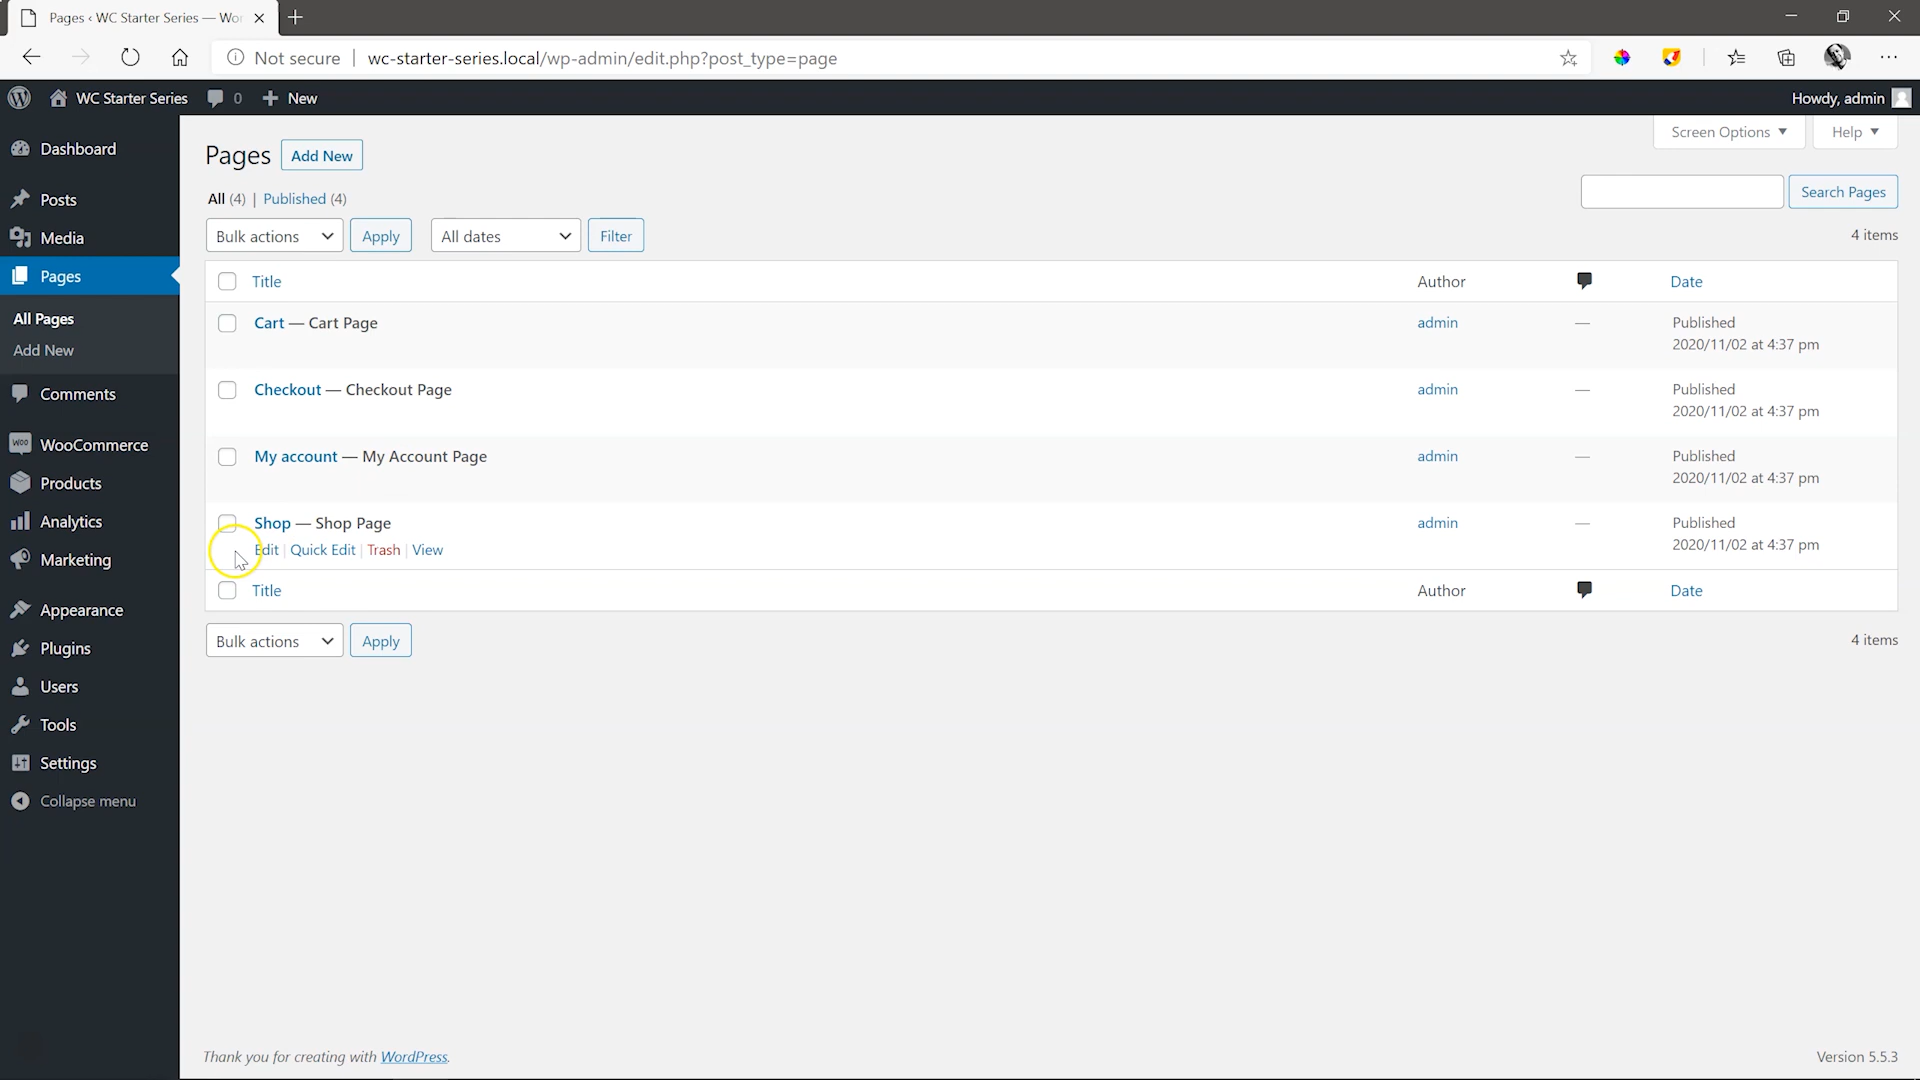 Pages ‹ WC Starter Series — Wo
Not secure | wc-starter-series.local/wp-admin/edit.php?post_type=page
WC Starter Series 0 New Howdy, admin
Screen Options Help
Dashboard
Posts
Media
Pages
All Pages
Add New
Comments
WOO WooCommerce
Products
Analytics
Marketing
Appearance
Plugins
Users
Tools
Settings
Collapse menu
Pages Add New
All (4) | Published (4)
Search Pages
Bulk actions Apply All dates Filter 4 items
Title Author Date
Cart — Cart Page admin — Published
2020/11/02 at 4:37 pm
Checkout — Checkout Page admin — Published
2020/11/02 at 4:37 pm
My account — My Account Page admin — Published
2020/11/02 at 4:37 pm
Shop — Shop Page admin — Published
2020/11/02 at 4:37 pm
Edit | Quick Edit | Trash | View
Title Author Date
Bulk actions Apply 4 items
Thank you for creating with WordPress. Version 5.5.3